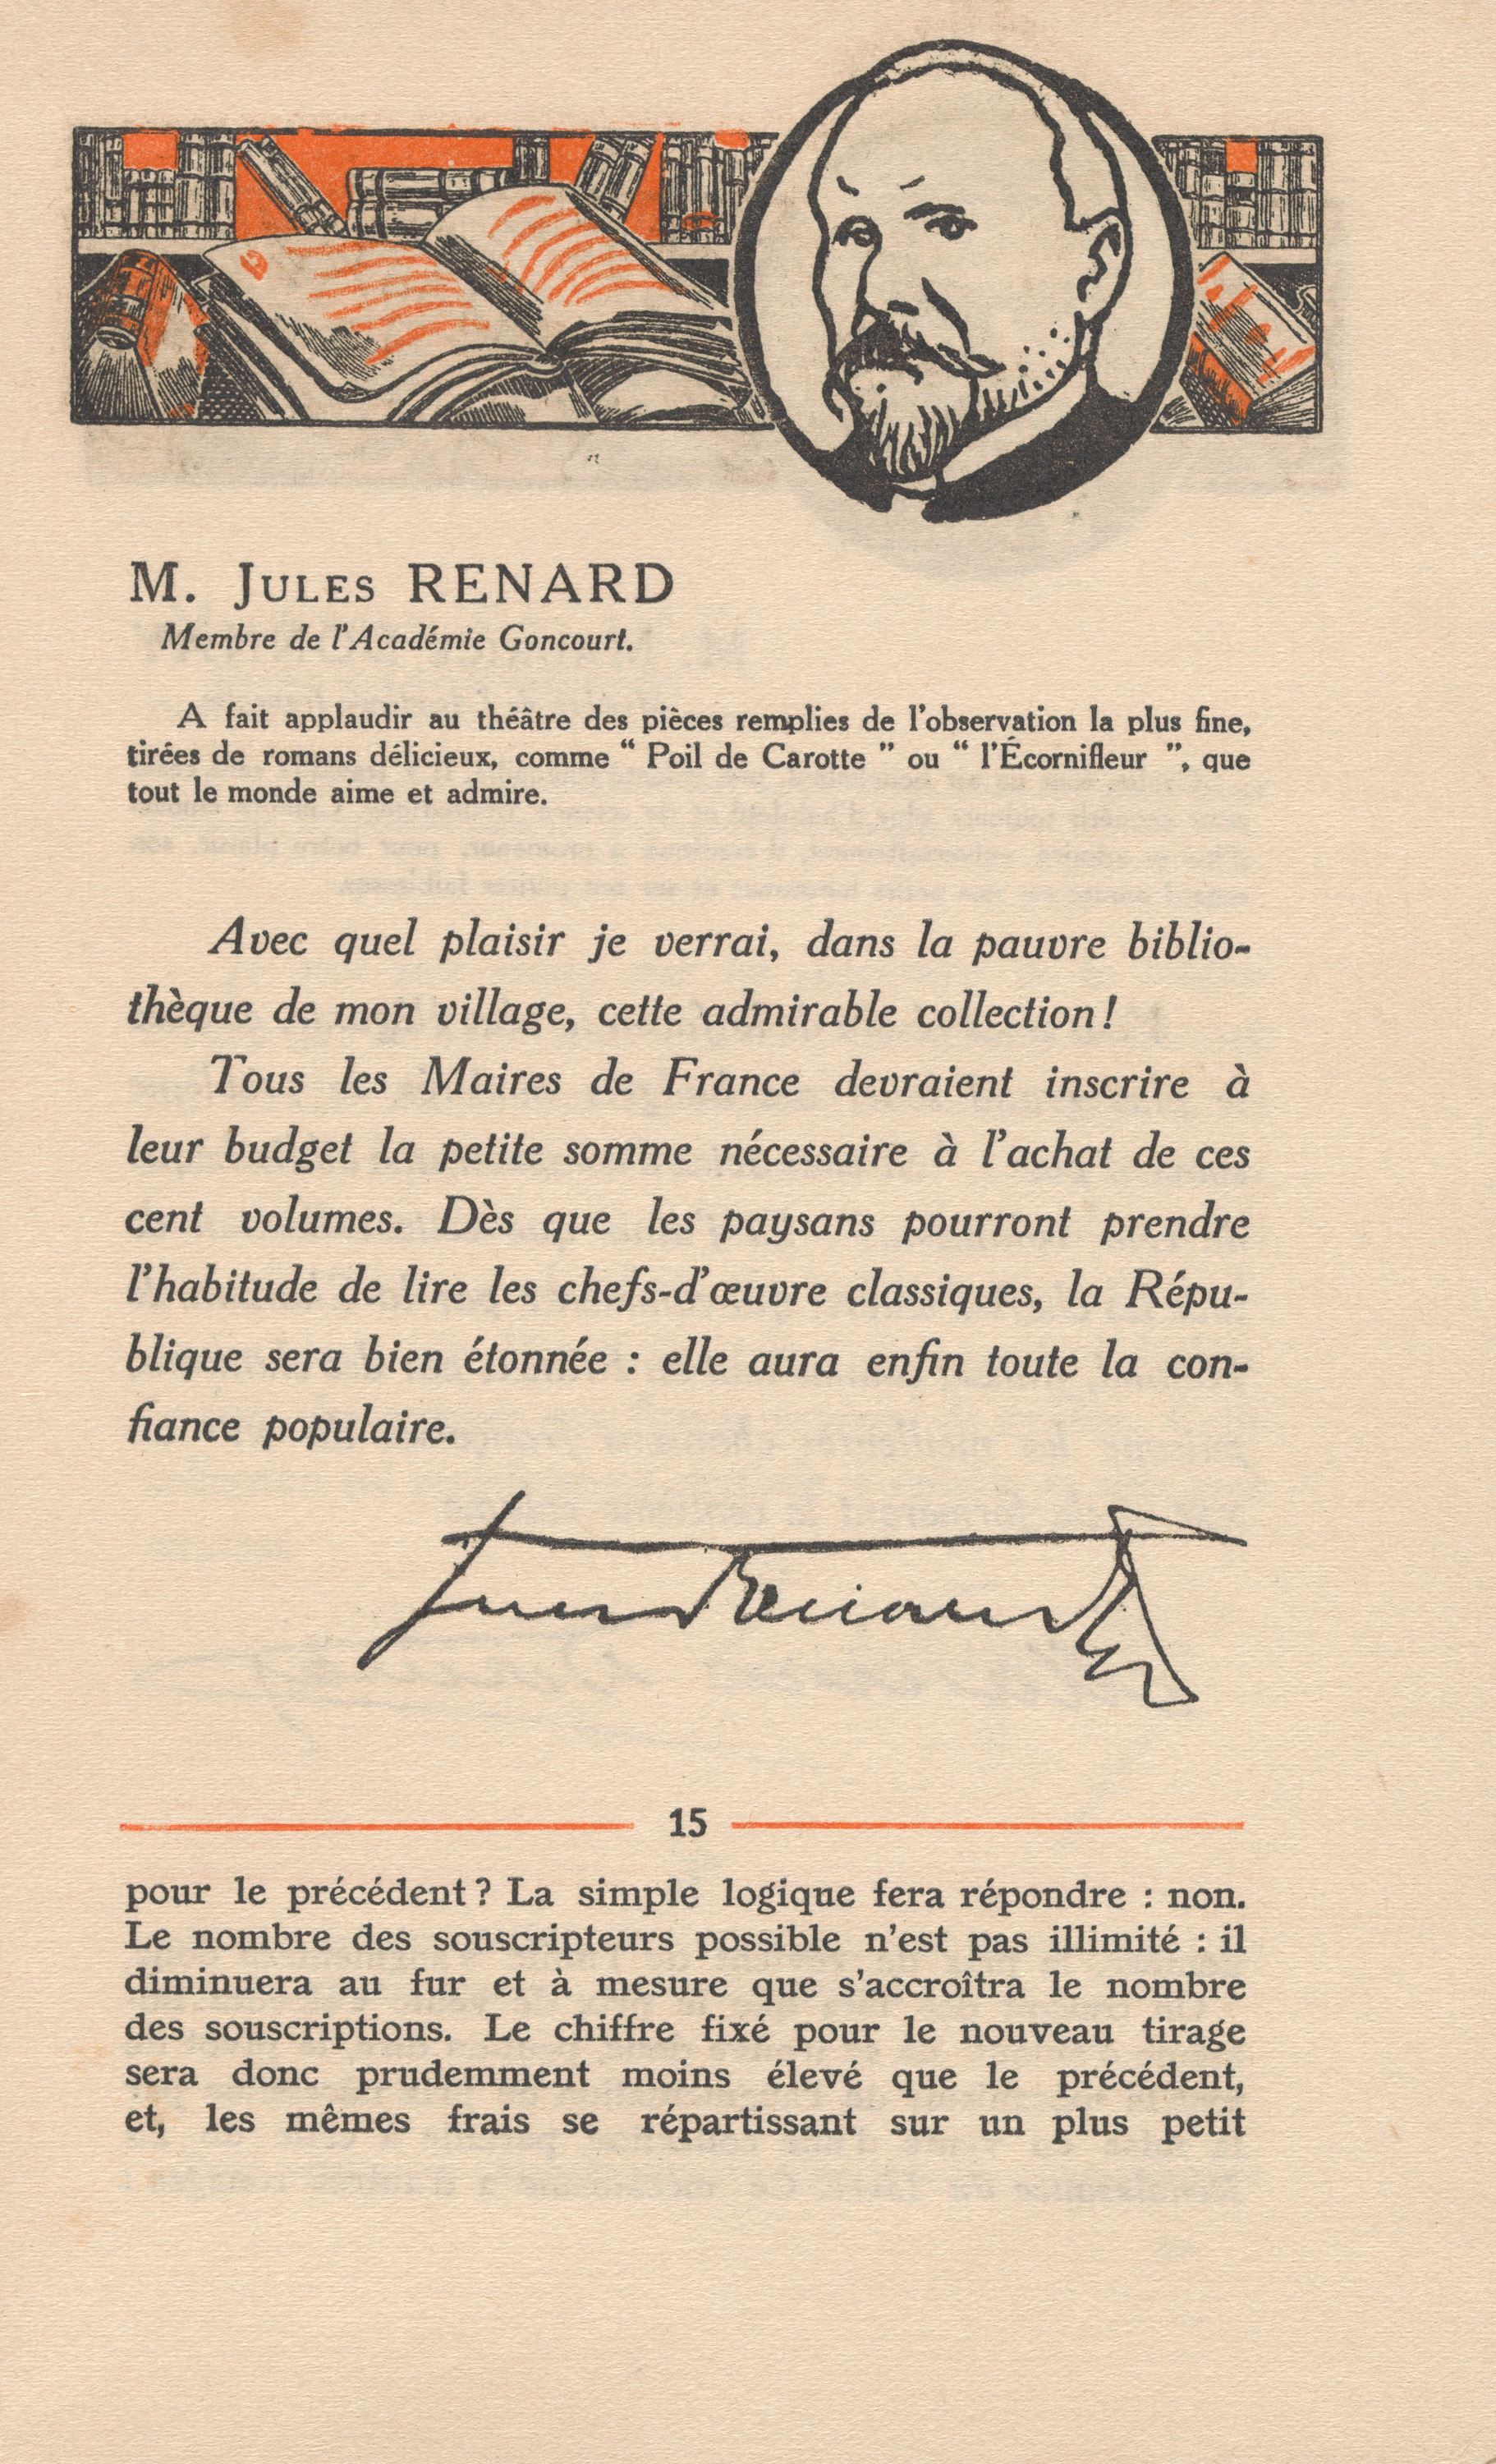 M. JULES RENARD
Membre de l'Académie Goncourt.
A fait applaudir au théâtre des pièces remplies de l'observation la plus fine,
tirées de romans délicieux, comme “ Poil de Carotte ” ou “ l'Écornifleur ”, que
tout le monde aime et admire.
Avec quel plaisir je verrai, dans la pauvre biblio-
thèque de mon village, cette admirable collection!
Tous les Maires de France devraient inscrire à
leur budget la petite somme nécessaire à l'achat de ces
cent volumes. Dès que les paysans pourront prendre
l'habitude de lire les chefs-d'œuvre classiques, la Répu-
blique sera bien étonnée : elle aura enfin toute la con-
fiance populaire.
Jules Renard
15
pour le précédent? La simple logique fera répondre : non.
Le nombre des souscripteurs possible n'est pas illimité : il
diminuera au fur et à mesure que s'accroîtra le nombre
des souscriptions. Le chiffre fixé pour le nouveau tirage
sera donc prudemment moins élevé que le précédent,
et, les mêmes frais se répartissant sur un plus petit